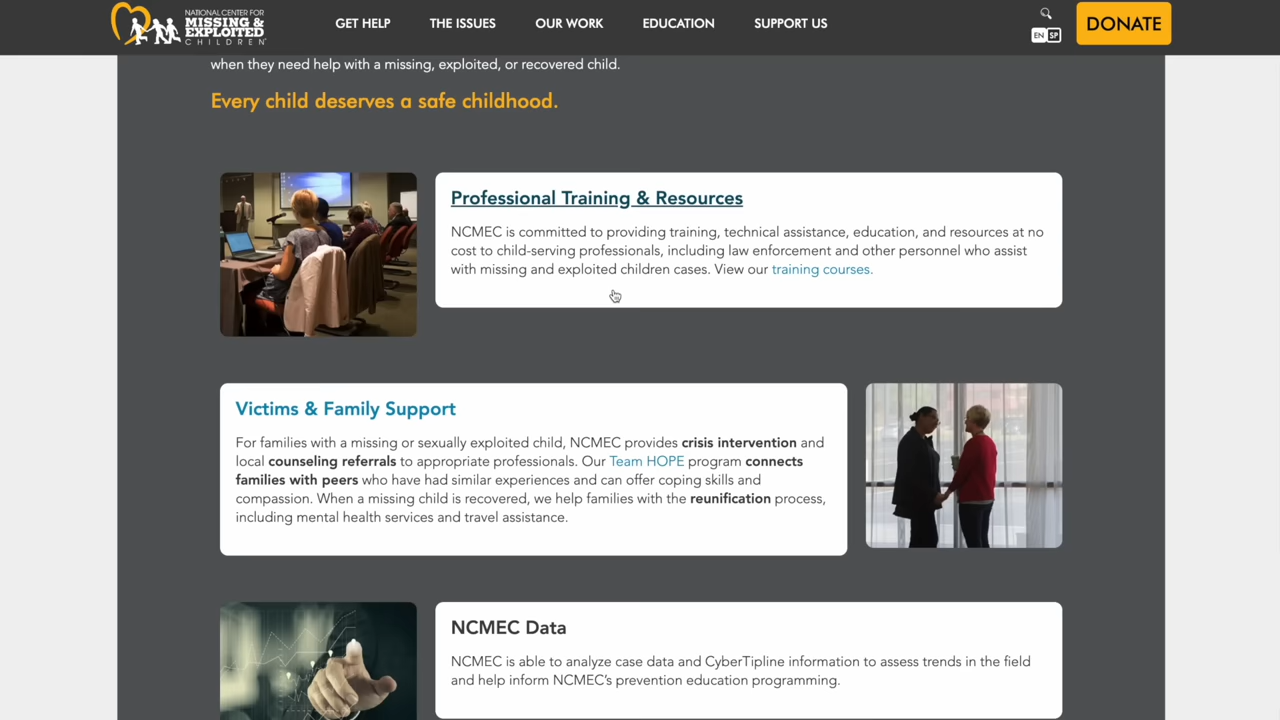 NATIONAL CENTER FOR
MISSING &
EXPLOITED
CHILDREN
GET HELP
THE ISSUES
OUR WORK
EDUCATION
SUPPORT US
EN SP
DONATE
when they need help with a missing, exploited, or recovered child.
Every child deserves a safe childhood.
Professional Training & Resources
NCMEC is committed to providing training, technical assistance, education, and resources at no
cost to child-serving professionals, including law enforcement and other personnel who assist
with missing and exploited children cases. View our training courses.
Victims & Family Support
For families with a missing or sexually exploited child, NCMEC provides crisis intervention and
local counseling referrals to appropriate professionals. Our Team HOPE program connects
families with peers who have had similar experiences and can offer coping skills and
compassion. When a missing child is recovered, we help families with the reunification process,
including mental health services and travel assistance.
NCMEC Data
NCMEC is able to analyze case data and CyberTipline information to assess trends in the field
and help inform NCMEC’s prevention education programming.